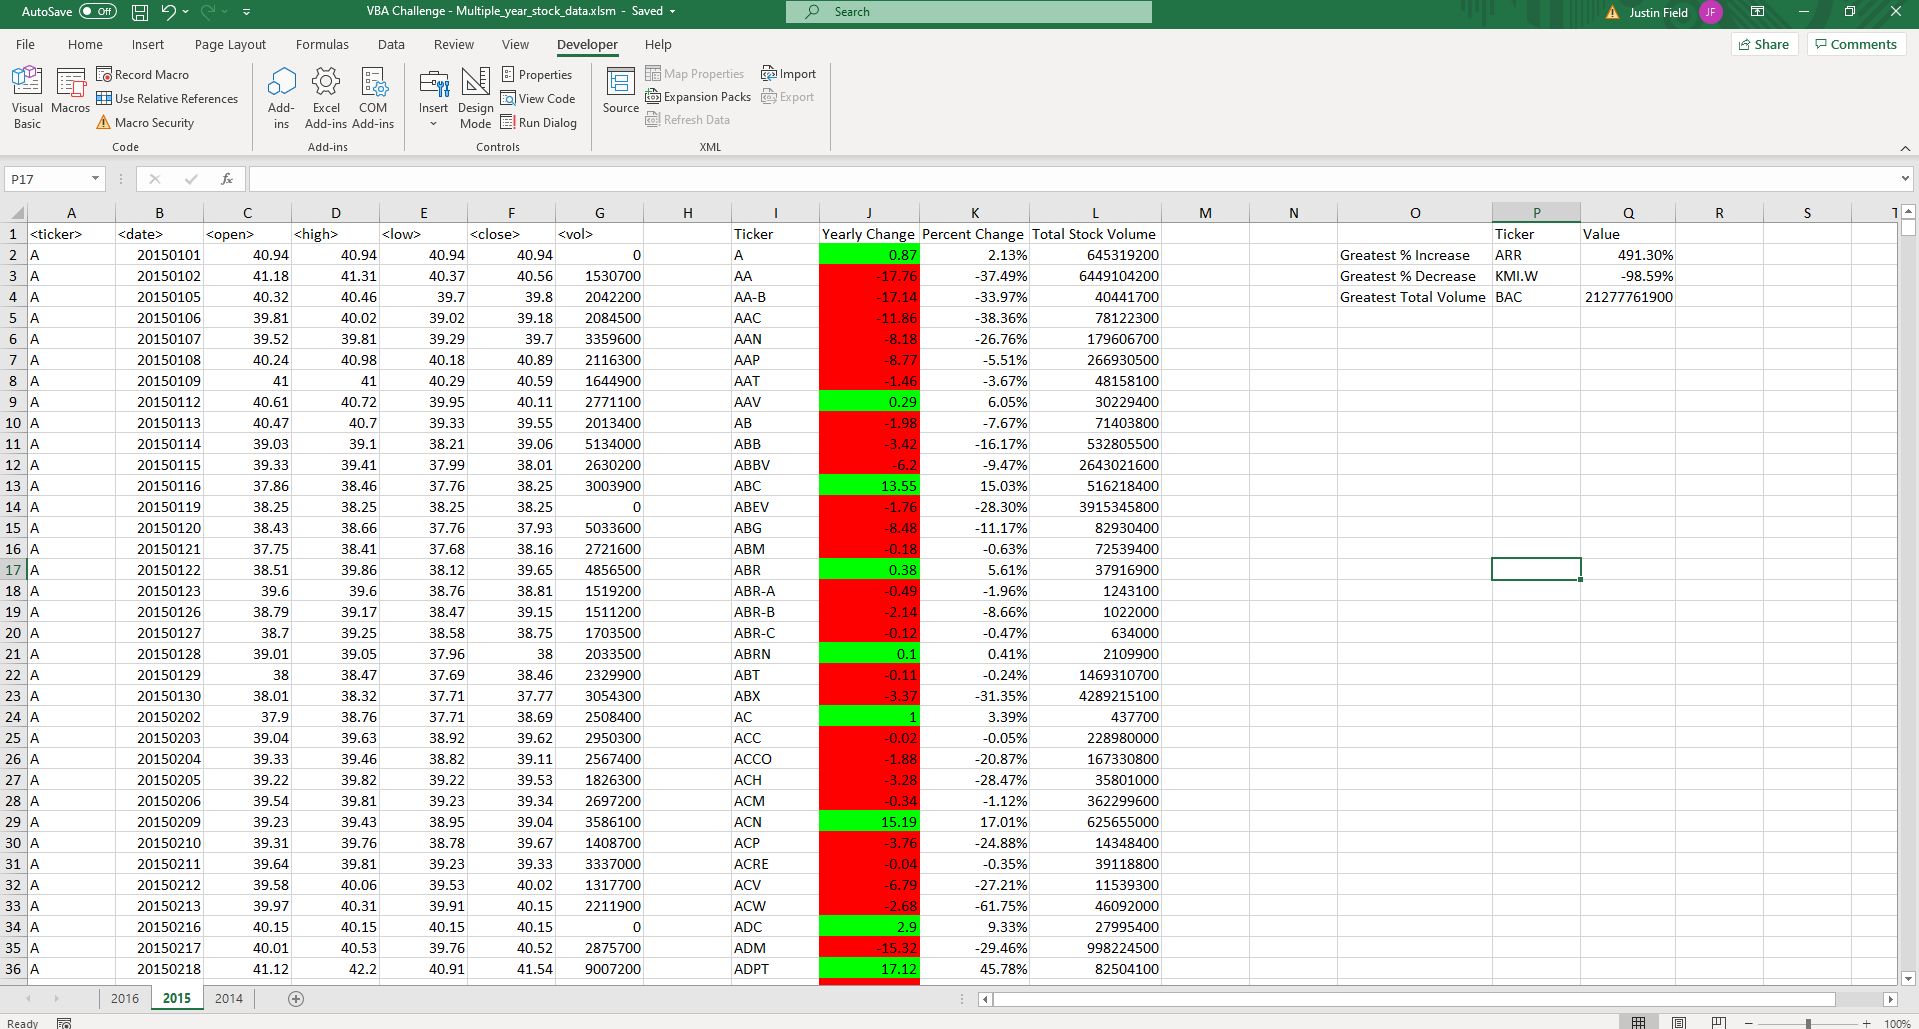 AutoSave Off VBA Challenge - Multiple_year_stock_data.xlsm - Saved Search Justin Field JF
File Home Insert Page Layout Formulas Data Review View Developer Help Share Comments
Visual Basic
Macros
Record Macro
Use Relative References
Macro Security
Code
Add-ins
Excel Add-ins
COM Add-ins
Add-ins
Insert
Design Mode
Properties
View Code
Run Dialog
Controls
Source
Map Properties
Expansion Packs
Refresh Data
Import
Export
XML
P17 fx
A B C D E F G H I J K L M N O P Q R S T
1 <ticker> <date> <open> <high> <low> <close> <vol> Ticker Yearly Change Percent Change Total Stock Volume Ticker Value
2 A 20150101 40.94 40.94 40.94 40.94 0 A 0.87 2.13% 645319200 Greatest % Increase ARR 491.30%
3 A 20150102 41.18 41.31 40.37 40.56 1530700 AA -17.76 -37.49% 6449104200 Greatest % Decrease KMI.W -98.59%
4 A 20150105 40.32 40.46 39.7 39.8 2042200 AA-B -17.14 -33.97% 40441700 Greatest Total Volume BAC 21277761900
5 A 20150106 39.81 40.02 39.02 39.18 2084500 AAC -11.86 -38.36% 78122300
6 A 20150107 39.52 39.81 39.29 39.7 3359600 AAN -8.18 -26.76% 179606700
7 A 20150108 40.24 40.98 40.18 40.89 2116300 AAP -8.77 -5.51% 266930500
8 A 20150109 41 41 40.29 40.59 1644900 AAT -1.46 -3.67% 48158100
9 A 20150112 40.61 40.72 39.95 40.11 2771100 AAV 0.29 6.05% 30229400
10 A 20150113 40.47 40.7 39.33 39.55 2013400 AB -1.98 -7.67% 71403800
11 A 20150114 39.03 39.1 38.21 39.06 5134000 ABB -3.42 -16.17% 532805500
12 A 20150115 39.33 39.41 37.99 38.01 2630200 ABBV -6.2 -9.47% 2643021600
13 A 20150116 37.86 38.46 37.76 38.25 3003900 ABC 13.55 15.03% 516218400
14 A 20150119 38.25 38.25 38.25 38.25 0 ABEV -1.76 -28.30% 3915345800
15 A 20150120 38.43 38.66 37.76 37.93 5033600 ABG -8.48 -11.17% 82930400
16 A 20150121 37.75 38.41 37.68 38.16 2721600 ABM -0.18 -0.63% 72539400
17 A 20150122 38.51 39.86 38.12 39.65 4856500 ABR 0.38 5.61% 37916900
18 A 20150123 39.6 39.6 38.76 38.81 1519200 ABR-A -0.49 -1.96% 1243100
19 A 20150126 38.79 39.17 38.47 39.15 1511200 ABR-B -2.14 -8.66% 1022000
20 A 20150127 38.7 39.25 38.58 38.75 1703500 ABR-C -0.12 -0.47% 634000
21 A 20150128 39.01 39.05 37.96 38 2033500 ABRN 0.1 0.41% 2109900
22 A 20150129 38 38.47 37.69 38.46 2329900 ABT -0.11 -0.24% 1469310700
23 A 20150130 38.01 38.32 37.71 37.77 3054300 ABX -3.37 -31.35% 4289215100
24 A 20150202 37.9 38.76 37.71 38.69 2508400 AC 1 3.39% 437700
25 A 20150203 39.04 39.63 38.92 39.62 2950300 ACC -0.02 -0.05% 228980000
26 A 20150204 39.33 39.46 38.82 39.11 2567400 ACCO -1.88 -20.87% 167330800
27 A 20150205 39.22 39.82 39.22 39.53 1826300 ACH -3.28 -28.47% 35801000
28 A 20150206 39.54 39.81 39.23 39.34 2697200 ACM -0.34 -1.12% 362299600
29 A 20150209 39.23 39.43 38.95 39.04 3586100 ACN 15.19 17.01% 625655000
30 A 20150210 39.31 39.76 38.78 39.67 1408700 ACP -3.76 -24.88% 14348400
31 A 20150211 39.64 39.81 39.23 39.33 3337000 ACRE -0.04 -0.35% 39118800
32 A 20150212 39.58 40.06 39.53 40.02 1317700 ACV -6.79 -27.21% 11539300
33 A 20150213 39.97 40.31 39.91 40.15 2211900 ACW -2.68 -61.75% 46092000
34 A 20150216 40.15 40.15 40.15 40.15 0 ADC 2.9 9.33% 27995400
35 A 20150217 40.01 40.53 39.76 40.52 2875700 ADM -15.32 -29.46% 998224500
36 A 20150218 41.12 42.2 40.91 41.54 9007200 ADPT 17.12 45.78% 82504100
2016 2015 2014
Ready 100%